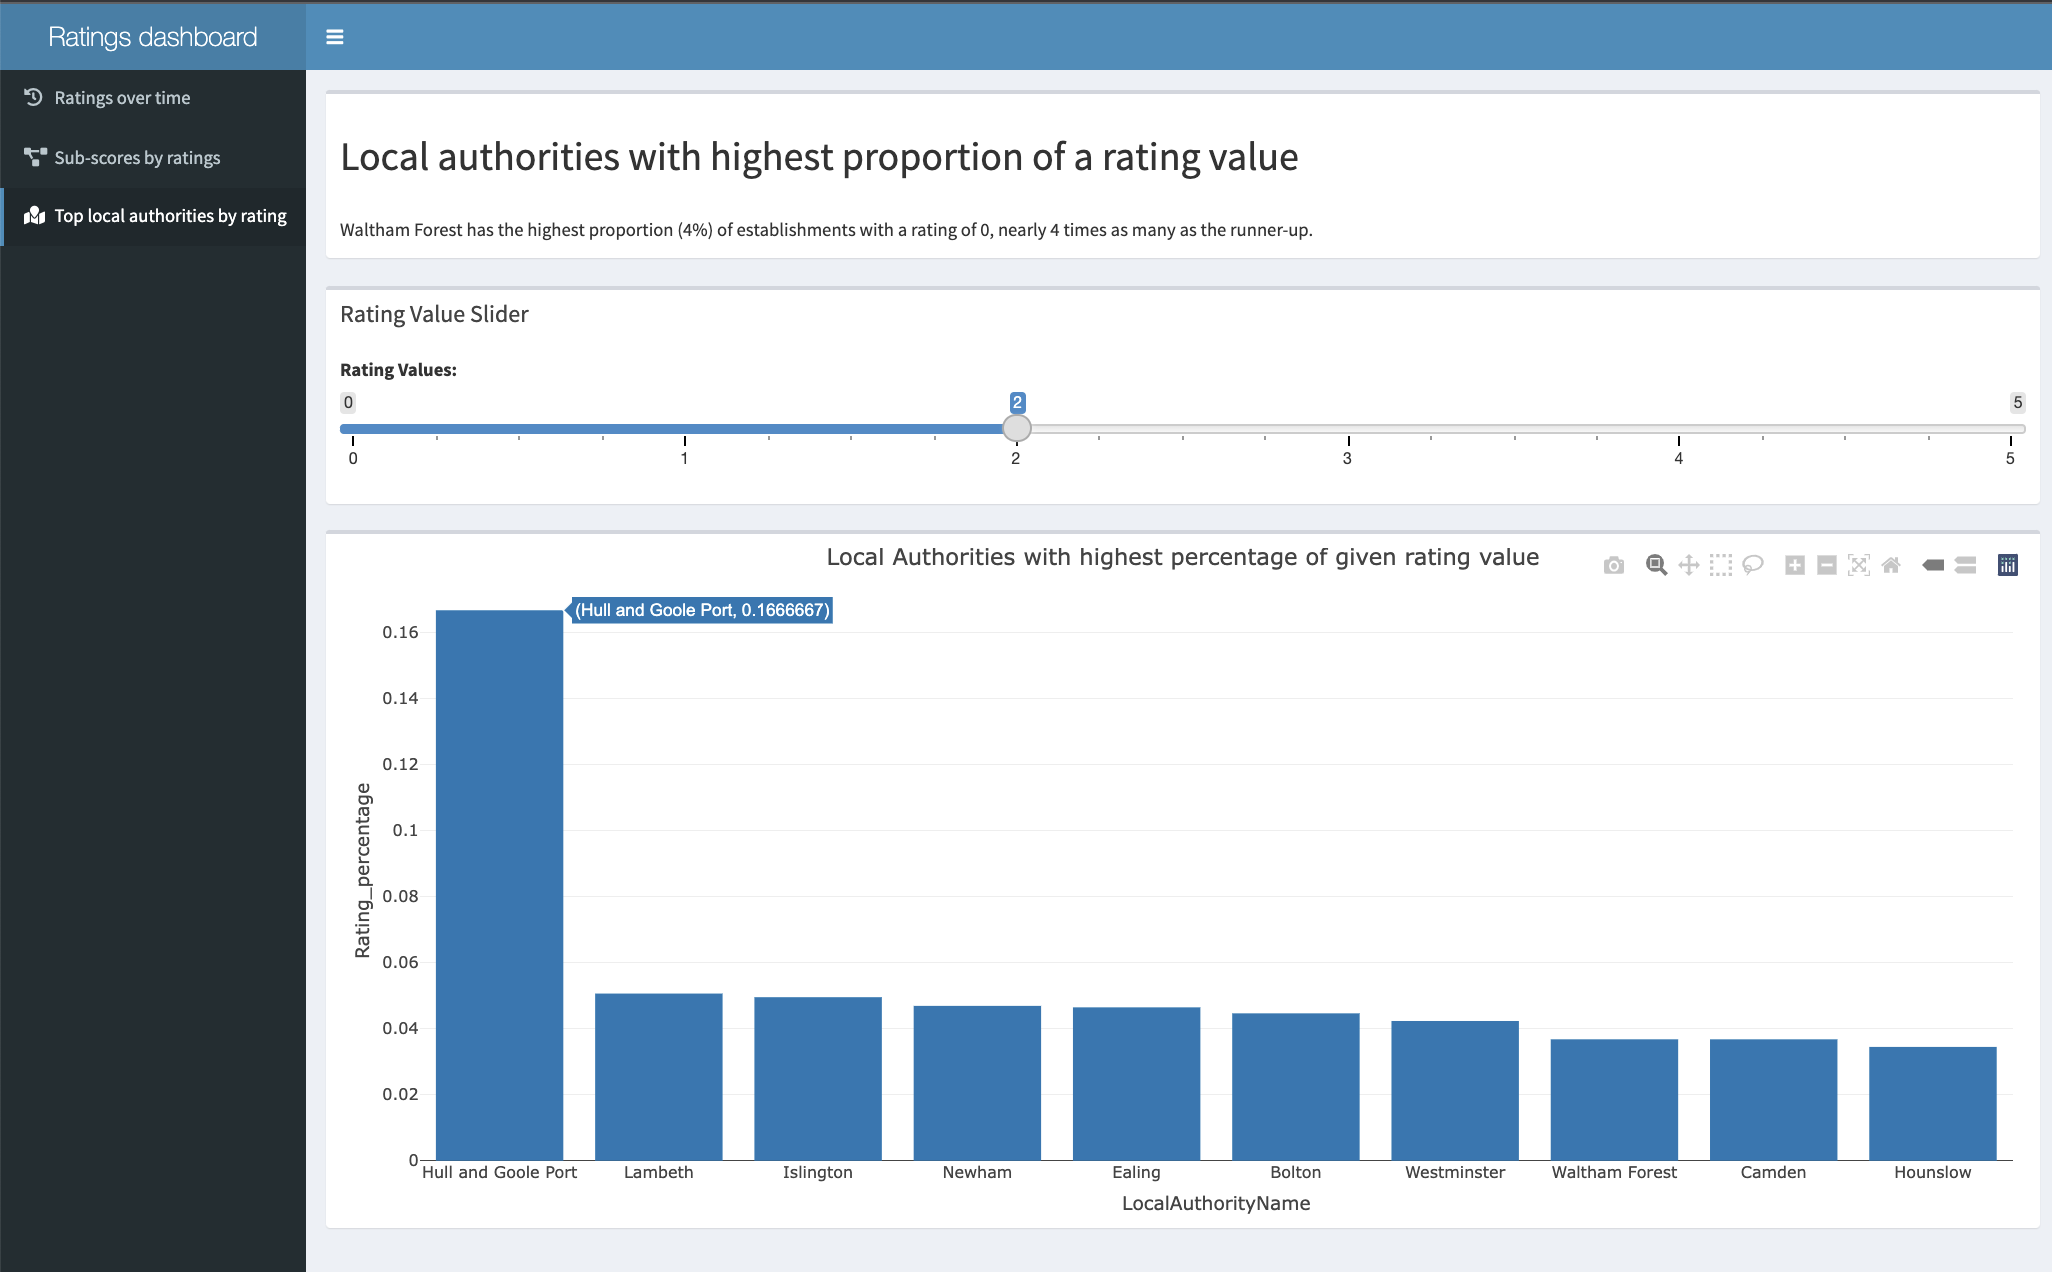 Ratings dashboard
Ratings over time
Sub-scores by ratings
Top local authorities by rating
Local authorities with highest proportion of a rating value
Waltham Forest has the highest proportion (4%) of establishments with a rating of 0, nearly 4 times as many as the runner-up.
Rating Value Slider
Rating Values:
0 2 5
0 1 2 3 4 5
Local Authorities with highest percentage of given rating value
(Hull and Goole Port, 0.1666667)
0.16
0.14
0.12
0.1
0.08
0.06
0.04
0.02
0
Rating_percentage
Hull and Goole Port Lambeth Islington Newham Ealing Bolton Westminster Waltham Forest Camden Hounslow
LocalAuthorityName